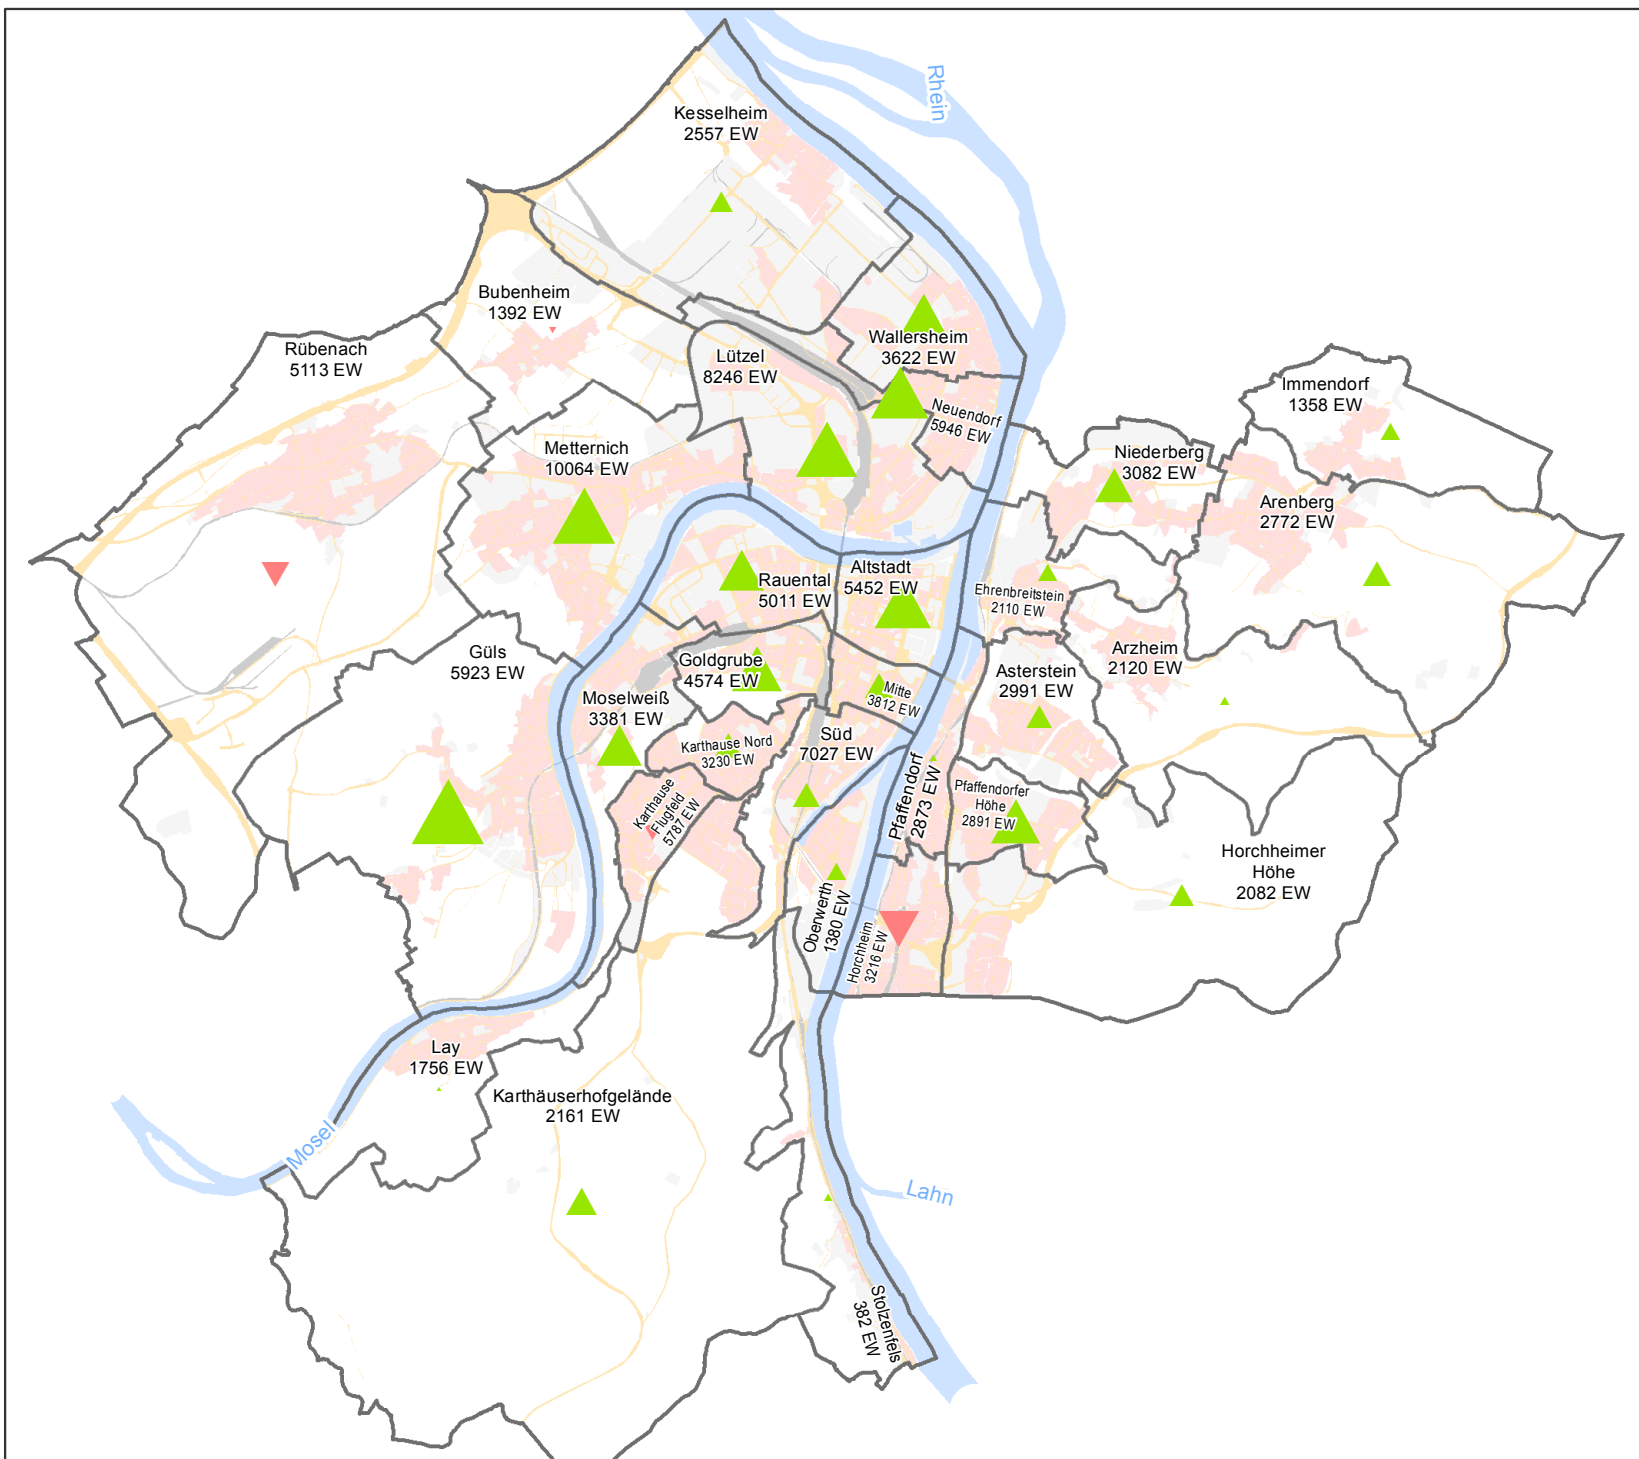 Rhein
Kesselheim
2557 EW
Bubenheim
1392 EW
Rübenach
5113 EW
Wallersheim
3622 EW
Lützel
8246 EW
Neuendorf
5946 EW
Immendorf
1358 EW
Metternich
10064 EW
Niederberg
3082 EW
Arenberg
2772 EW
Rauental
5011 EW
Altstadt
5452 EW
Ehrenbreitstein
2110 EW
Güls
5923 EW
Goldgrube
4574 EW
Arzheim
2120 EW
Asterstein
2991 EW
Moselweiß
3381 EW
Mitte
3812 EW
Karthause Nord
3230 EW
Süd
7027 EW
Karthause
Flugfeld
5787 EW
Pfaffendorf
2873 EW
Pfaffendorfer
Höhe
2891 EW
Horchheimer
Höhe
2082 EW
Oberwerth
1380 EW
Horchheim
3216 EW
Lay
1756 EW
Karthäuserhofgelände
2161 EW
Mosel
Lahn
Stolzenfels
382 EW